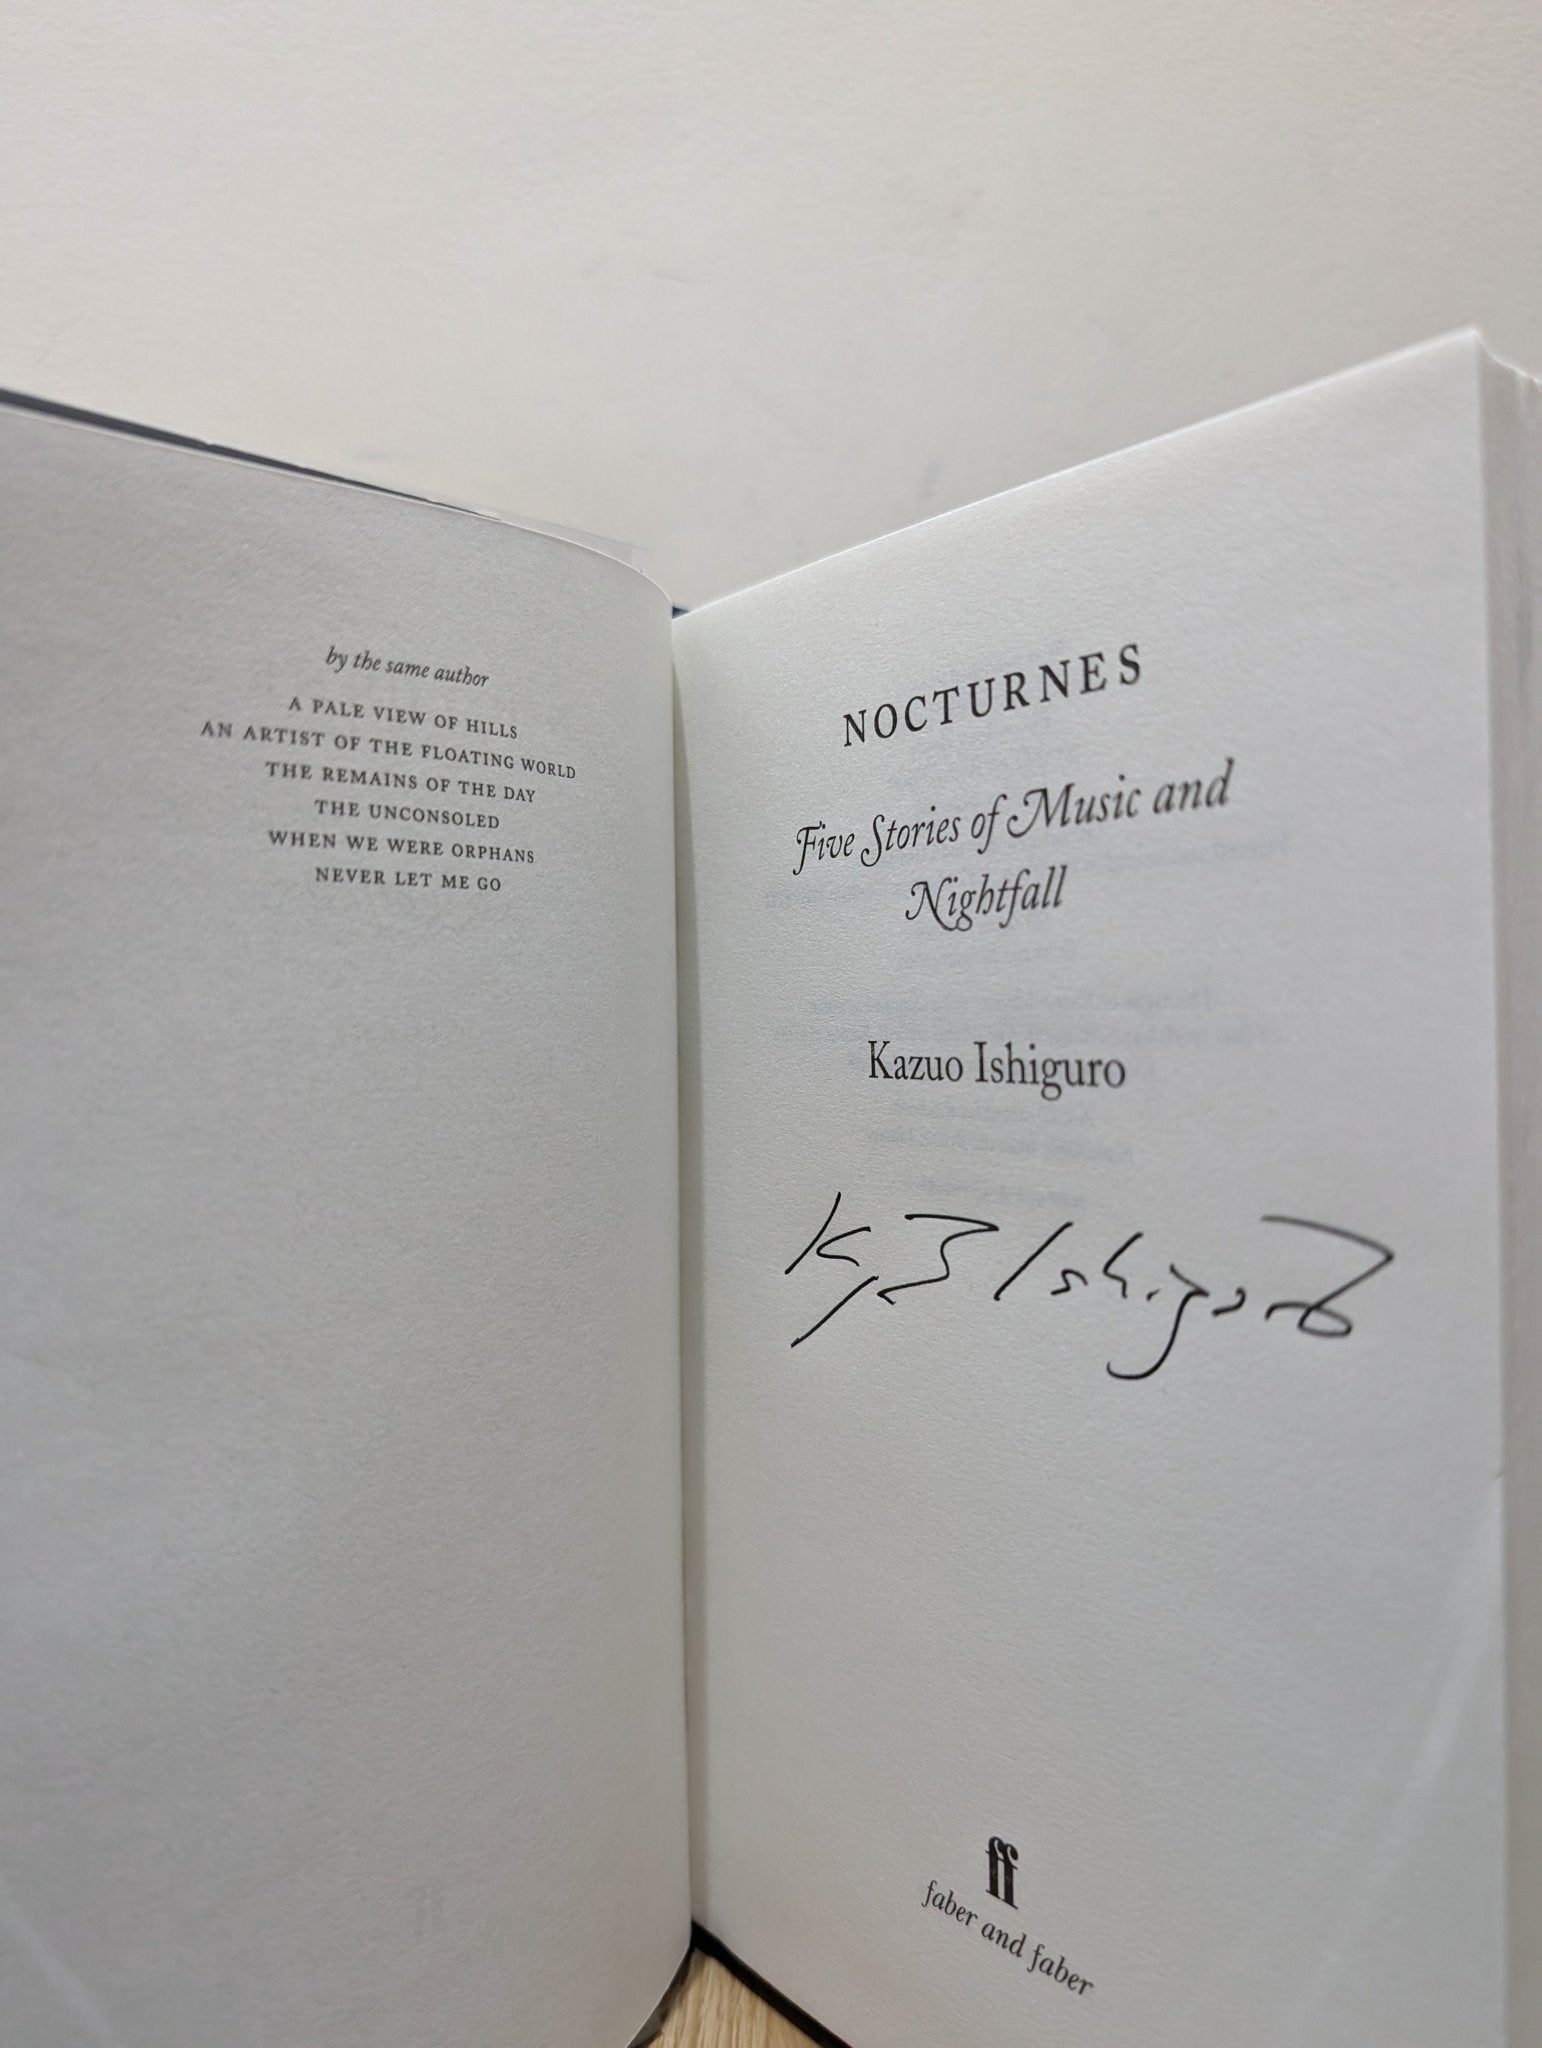 by the same author
A PALE VIEW OF HILLS
AN ARTIST OF THE FLOATING WORLD
THE REMAINS OF THE DAY
THE UNCONSOLED
WHEN WE WERE ORPHANS
NEVER LET ME GO
NOCTURNES
Five Stories of Music and
Nightfall
Kazuo Ishiguro
Kazuo Ishiguro
ff
faber and faber